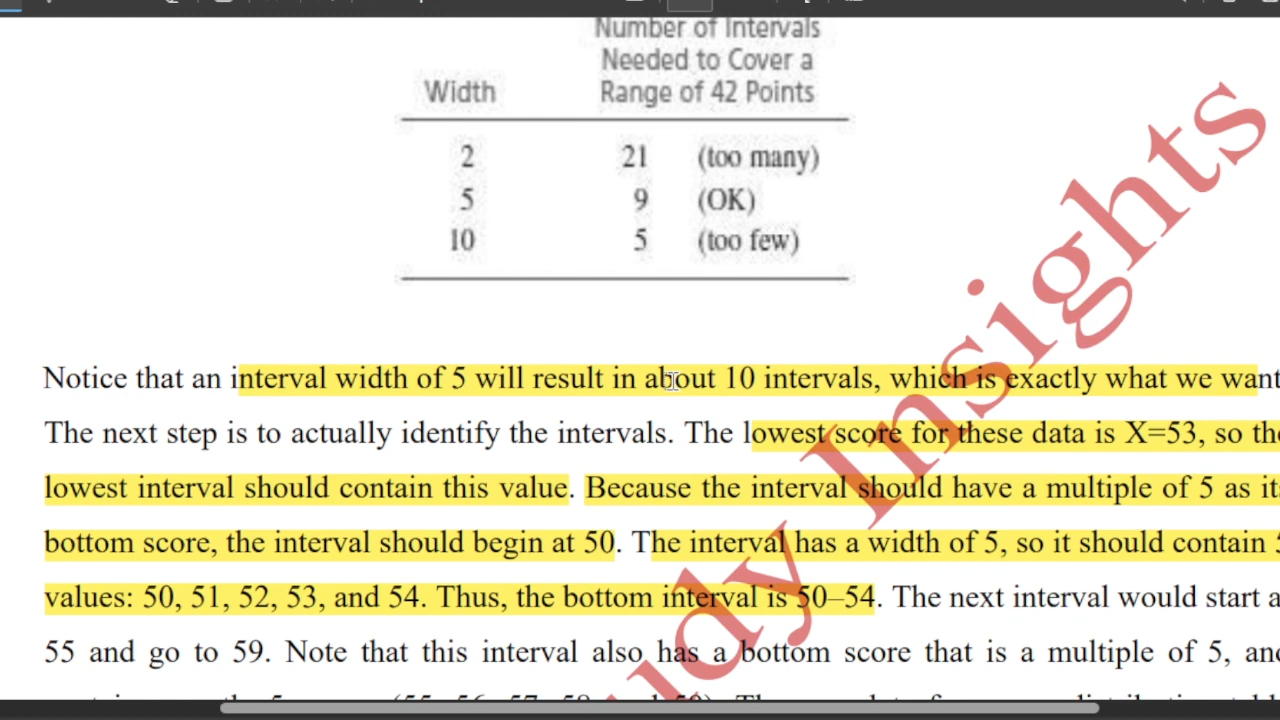 Number of Intervals
Needed to Cover a
Width Range of 42 Points
2 21 (too many)
5 9 (OK)
10 5 (too few)
Notice that an interval width of 5 will result in about 10 intervals, which is exactly what we want
The next step is to actually identify the intervals. The lowest score for these data is X=53, so the
lowest interval should contain this value. Because the interval should have a multiple of 5 as its
bottom score, the interval should begin at 50. The interval has a width of 5, so it should contain 5
values: 50, 51, 52, 53, and 54. Thus, the bottom interval is 50–54. The next interval would start a
55 and go to 59. Note that this interval also has a bottom score that is a multiple of 5, and
udy Insights